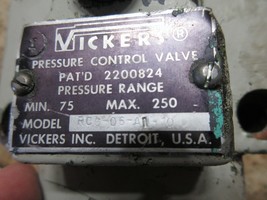 VICKERS ®
PRESSURE CONTROL VALVE
PAT'D 2200824
PRESSURE RANGE
MIN. 75 MAX. 250
MODEL
VICKERS INC. DETROIT, U.S.A.